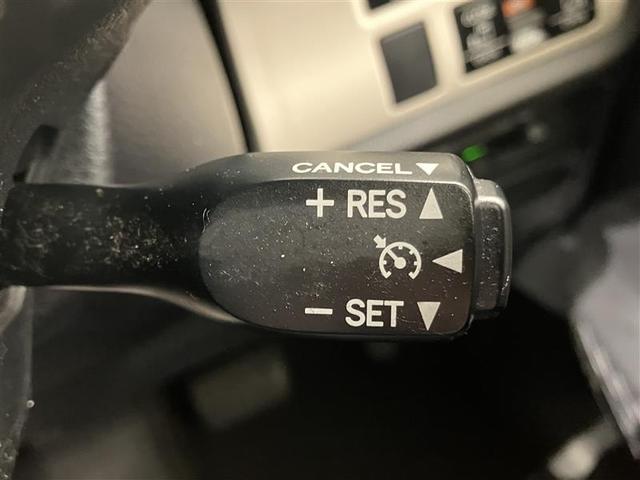 CANCEL ▼
+ RES ▲
◄
− SET ▼